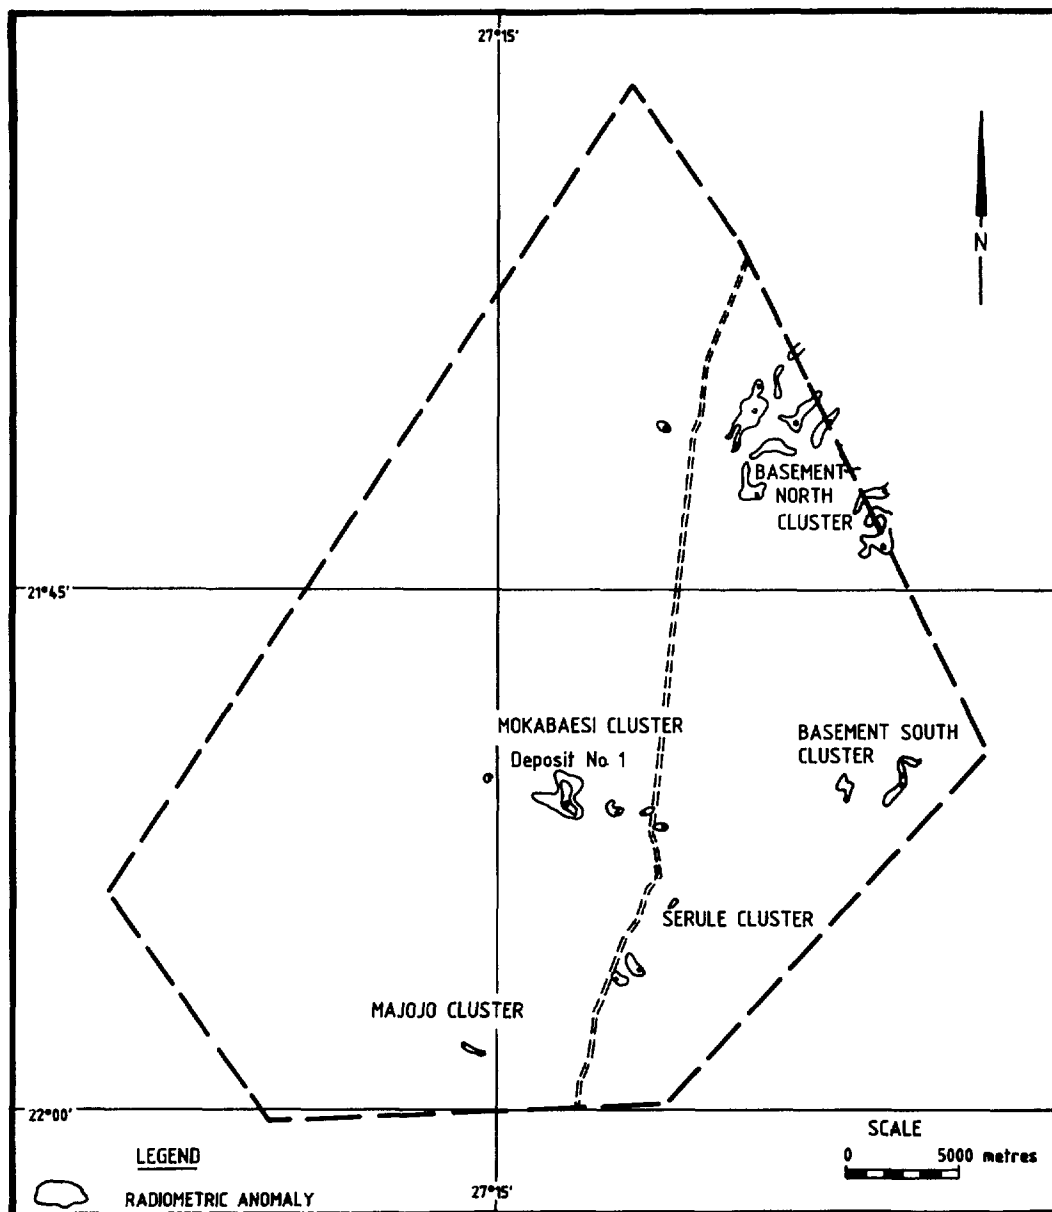 27°15'
N
BASEMENT
NORTH
CLUSTER
21°45'
MOKABAESI CLUSTER
Deposit No. 1
BASEMENT SOUTH
CLUSTER
SERULE CLUSTER
MAJOJO CLUSTER
22°00'
SCALE
0 5000 metres
LEGEND
RADIOMETRIC ANOMALY
27°15'